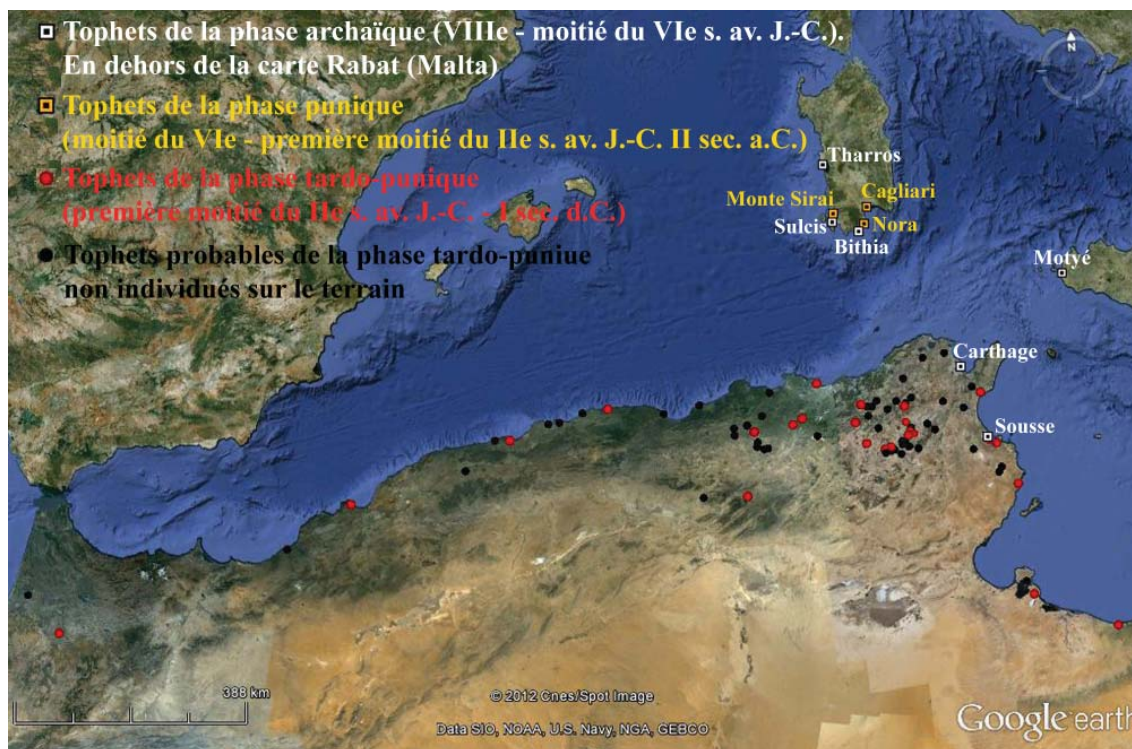 Tophets de la phase archaïque (VIIIe - moitié du VIe s. av. J.-C.).
En dehors de la carte Rabat (Malta)
Tophets de la phase punique
(moitié du VIe - première moitié du IIe s. av. J.-C. II sec. a.C.)
Tophets de la phase tardo-punique
(première moitié du IIe s. av. J.-C. - I sec. d.C.)
Tophets probables de la phase tardo-puniue
non individués sur le terrain
N
Tharros
Monte Sirai
Cagliari
Sulcis
Nora
Bithia
Motyé
Carthage
Sousse
388 km
© 2012 Cnes/Spot Image
Data SIO, NOAA, U.S. Navy, NGA, GEBCO
Google earth